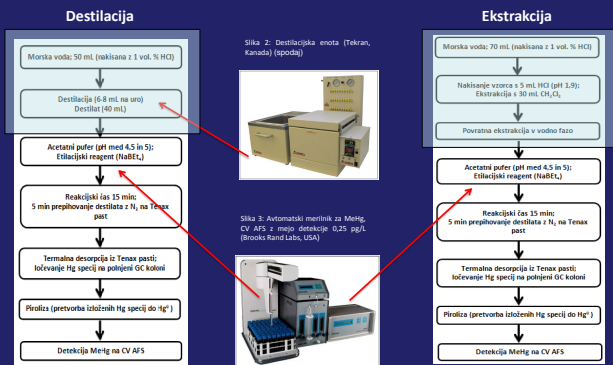 Destilacija
Morska voda; 50 mL (nakisana z 1 vol. % HCl)
Destilacija (6-8 mL na uro)
Destilat (40 mL)
Acetatni pufer (pH med 4,5 in 5);
Etilacijski reagent (NaBEt₄)
Reakcijski čas 15 min;
5 min prepihovanje destilata z N₂ na Tenax
past
Termalna desorpcija iz Tenax pasti;
ločevanje Hg specij na polnjeni GC koloni
Piroliza (pretvorba izloženih Hg specij do Hg⁰ )
Detekcija MeHg na CV AFS
Slika 2: Destilacijska enota (Tekran,
Kanada) (spodaj)
Slika 3: Avtomatski merilnik za MeHg,
CV AFS z mejo detekcije 0,25 pg/L
(Brooks Rand Labs, USA)
Ekstrakcija
Morska voda; 70 mL (nakisana z 1 vol. % HCl)
Nakisanje vzorca s 5 mL HCl (pH 1,9);
Ekstrakcija s 30 mL CH₂Cl₂
Povratna ekstrakcija v vodno fazo
Acetatni pufer (pH med 4,5 in 5);
Etilacijski reagent (NaBEt₄)
Reakcijski čas 15 min;
5 min prepihovanje destilata z N₂ na Tenax
past
Termalna desorpcija iz Tenax pasti;
ločevanje Hg specij na polnjeni GC koloni
Piroliza (pretvorba izloženih Hg specij do Hg⁰ )
Detekcija MeHg na CV AFS